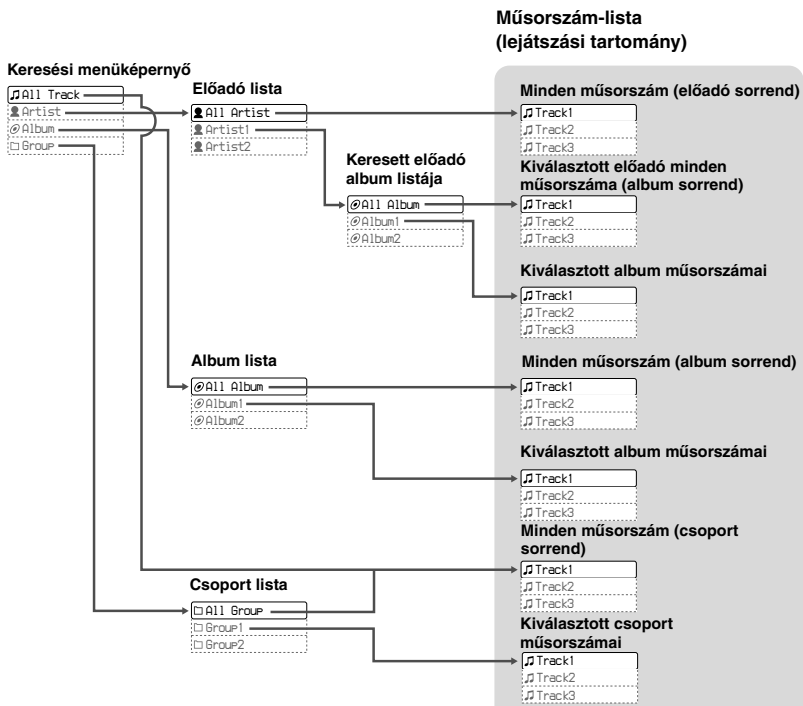 Műsorszám-lista
(lejátszási tartomány)
Keresési menüképernyő
All Track
Artist
Album
Group
Előadó lista
All Artist
Artist1
Artist2
Keresett előadó
album listája
All Album
Album1
Album2
Minden műsorszám (előadó sorrend)
Track1
Track2
Track3
Kiválasztott előadó minden
műsorszáma (album sorrend)
Track1
Track2
Track3
Kiválasztott album műsorszámai
Track1
Track2
Track3
Album lista
All Album
Album1
Album2
Minden műsorszám (album sorrend)
Track1
Track2
Track3
Kiválasztott album műsorszámai
Track1
Track2
Track3
Minden műsorszám (csoport
sorrend)
Track1
Track2
Track3
Csoport lista
All Group
Group1
Group2
Kiválasztott csoport
műsorszámai
Track1
Track2
Track3